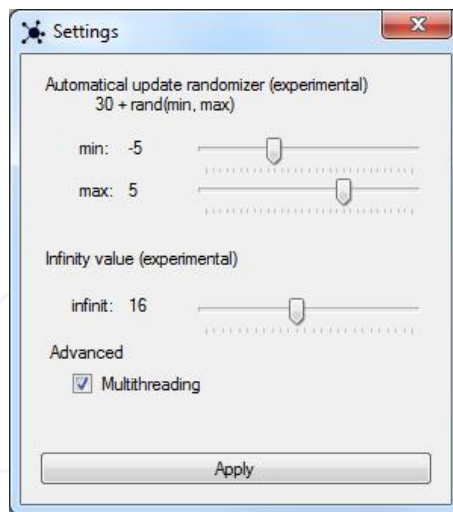 Settings
Automatical update randomizer (experimental)
30 + rand(min, max)
min: -5
max: 5
Infinity value (experimental)
infinit: 16
Advanced
Multithreading
Apply